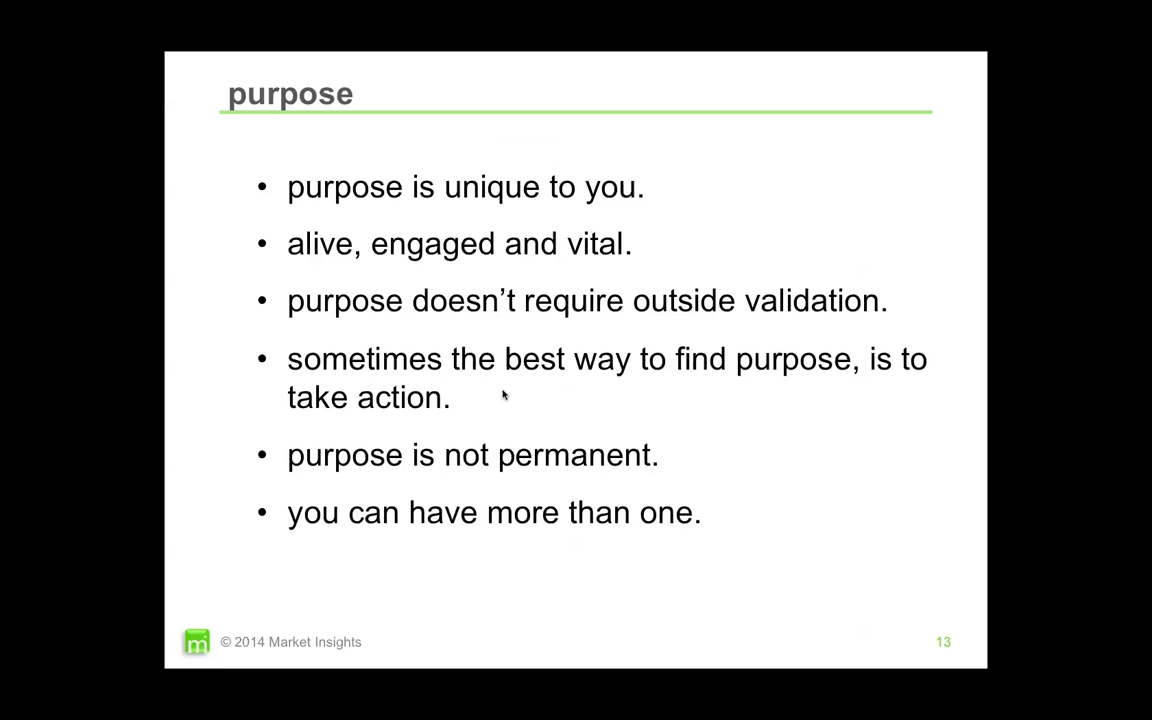 purpose
• purpose is unique to you.
• alive, engaged and vital.
• purpose doesn’t require outside validation.
• sometimes the best way to find purpose, is to
take action.
• purpose is not permanent.
• you can have more than one.
mi © 2014 Market Insights 13